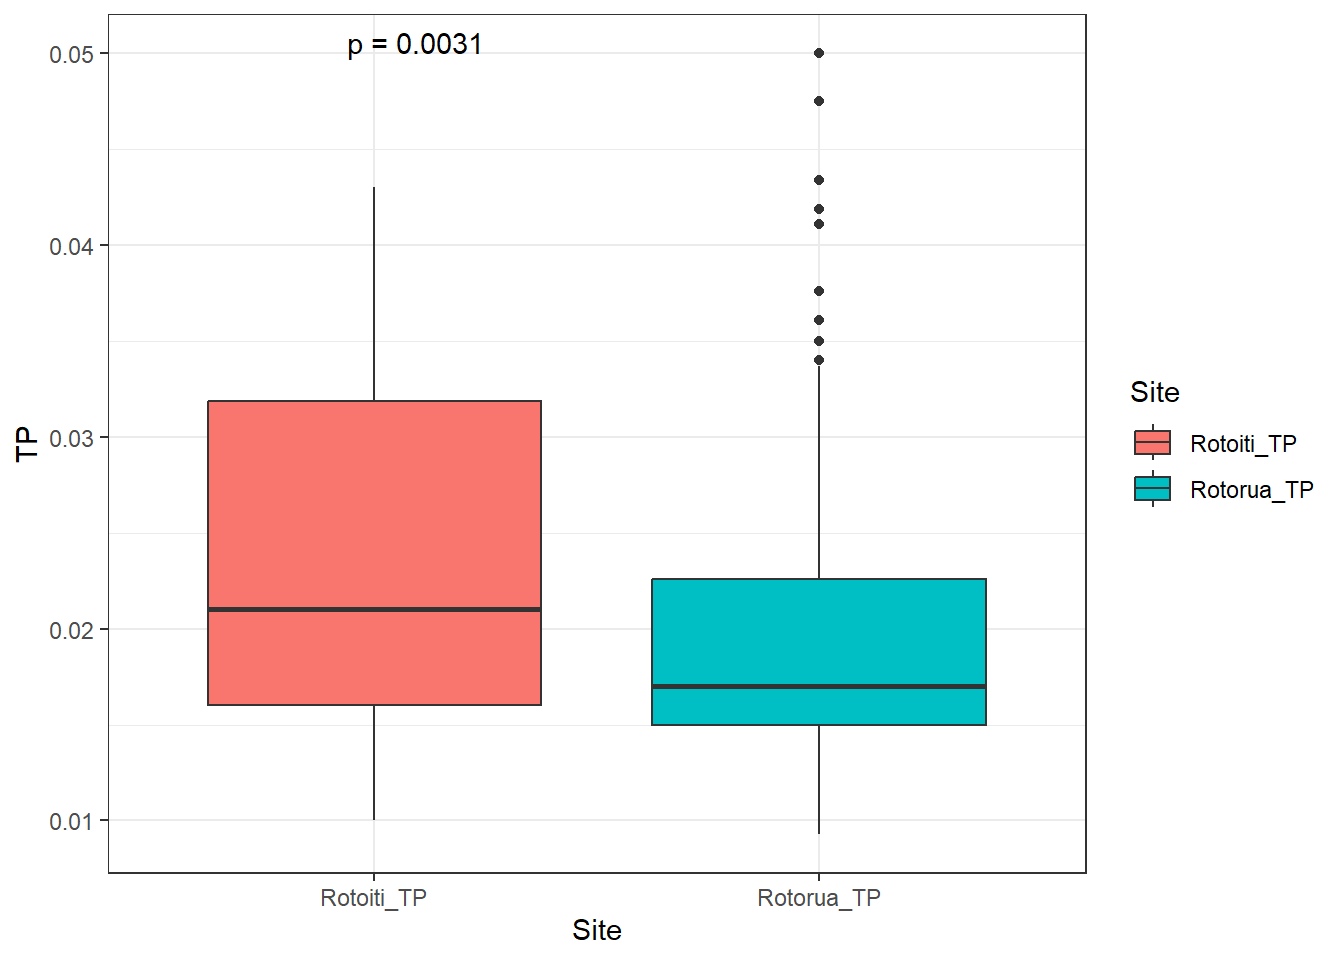 p = 0.0031
0.05
0.04
0.03
0.02
0.01
TP
Rotoiti_TP
Rotorua_TP
Site
Site
Rotoiti_TP
Rotorua_TP